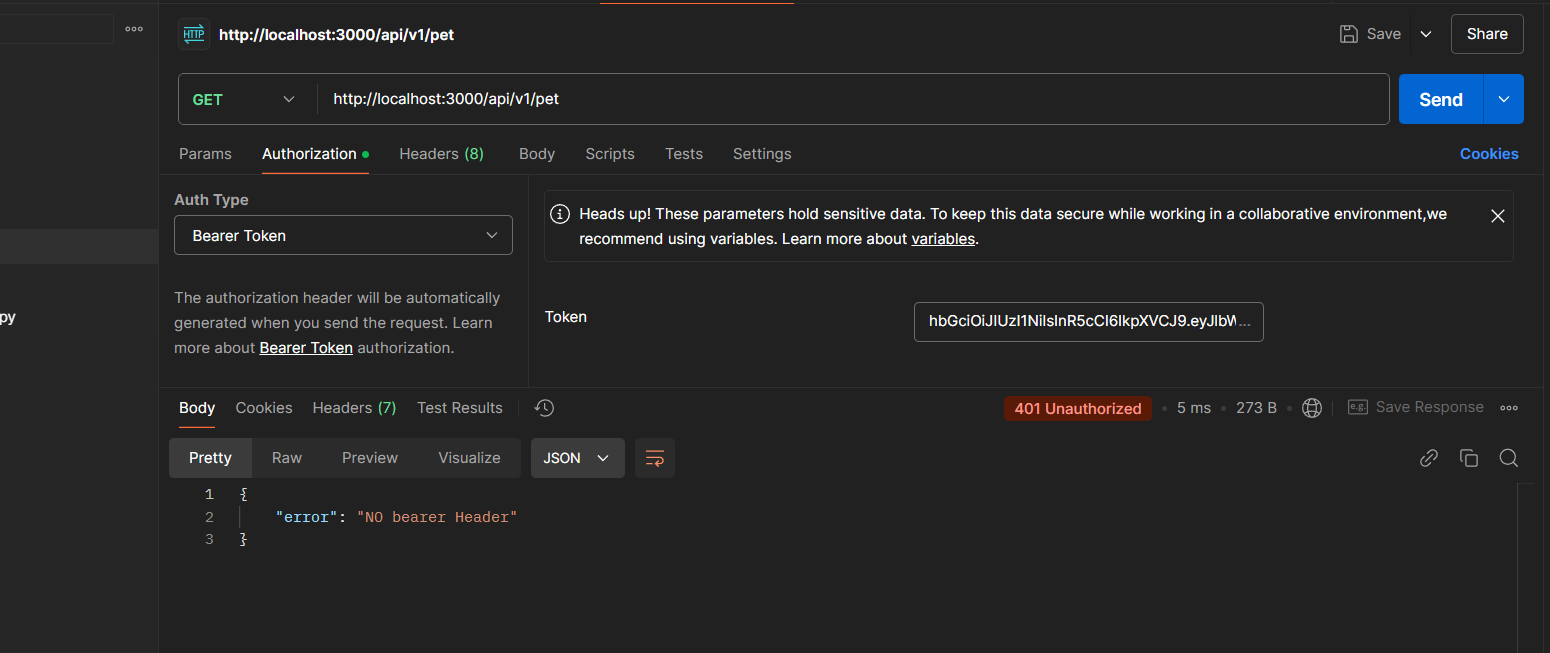 HTTP http://localhost:3000/api/v1/pet Save Share
GET http://localhost:3000/api/v1/pet Send
Params Authorization Headers (8) Body Scripts Tests Settings Cookies
Auth Type
Bearer Token
Heads up! These parameters hold sensitive data. To keep this data secure while working in a collaborative environment,we
recommend using variables. Learn more about variables.
The authorization header will be automatically
generated when you send the request. Learn
more about Bearer Token authorization.
py
Token
hbGciOiJIUzI1NiIsInR5cCI6IkpXVCJ9.eyJlbW...
Body Cookies Headers (7) Test Results 401 Unauthorized • 5 ms • 273 B • e.g. Save Response
Pretty Raw Preview Visualize JSON
1 {
2 "error": "NO bearer Header"
3 }